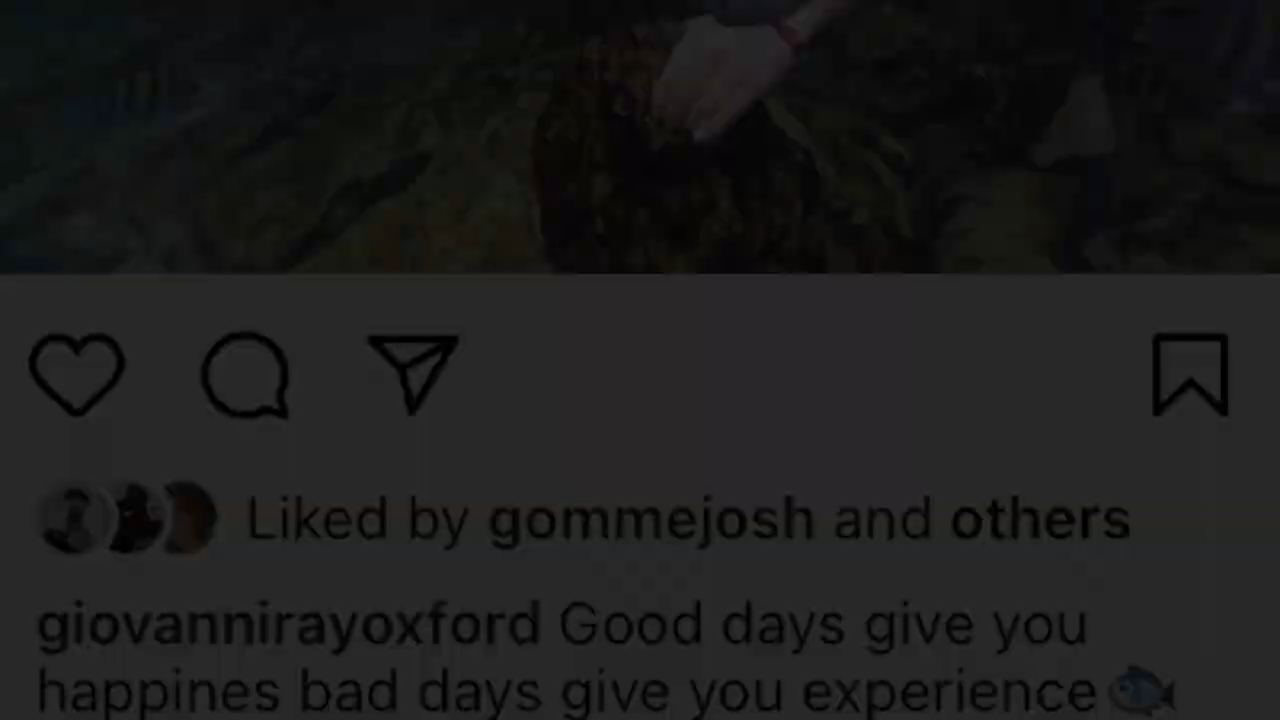 Liked by gommejosh and others
giovannirayoxford Good days give you
happines bad days give you experience🐟